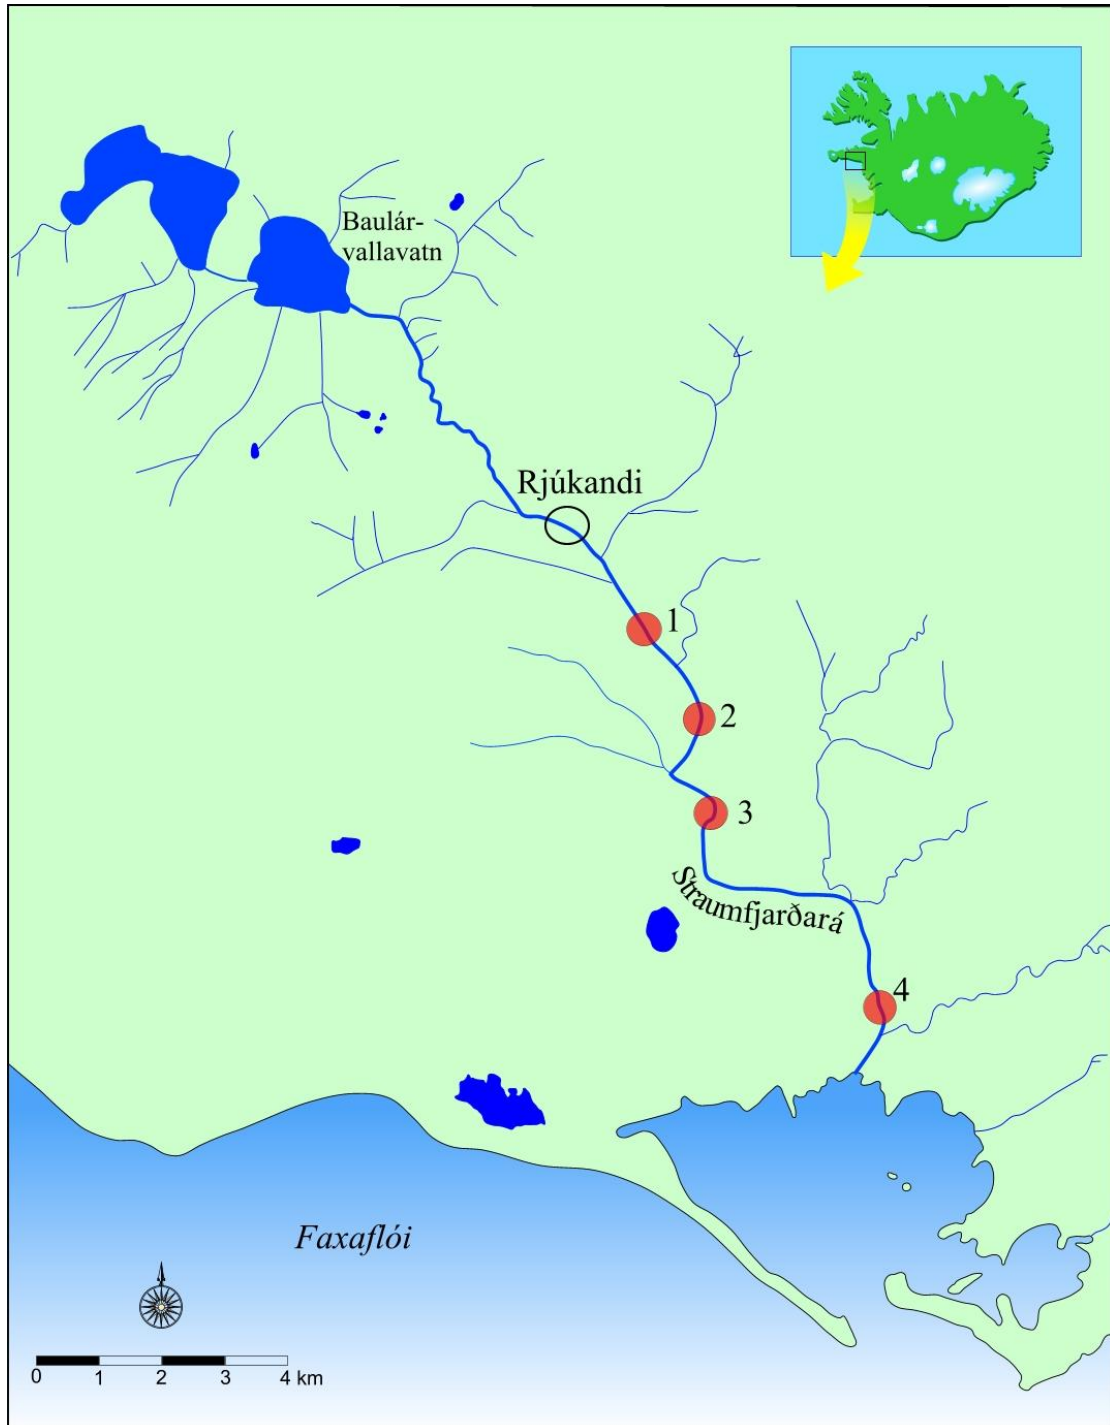 Baulár-
vallavatn
Rjúkandi
1
2
3
Straumfjarðará
4
Faxaflói
0 1 2 3 4 km